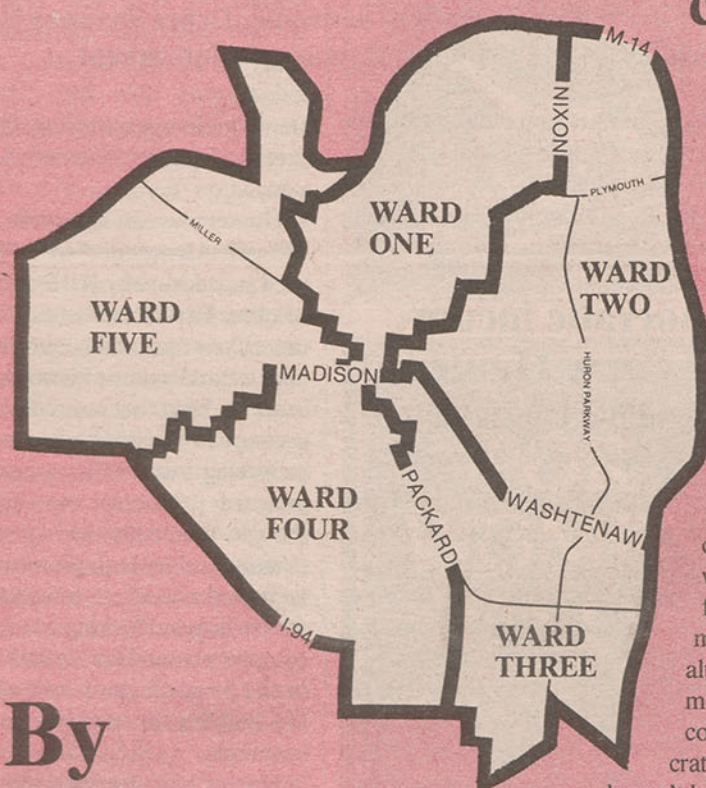 M-14
NIXON
PLYMOUTH
WARD
ONE
MILLER
WARD
TWO
WARD
FIVE
HURON PARKWAY
MADISON
PACKARD
WARD
FOUR
WASHTENAW
I-94
WARD
THREE
By